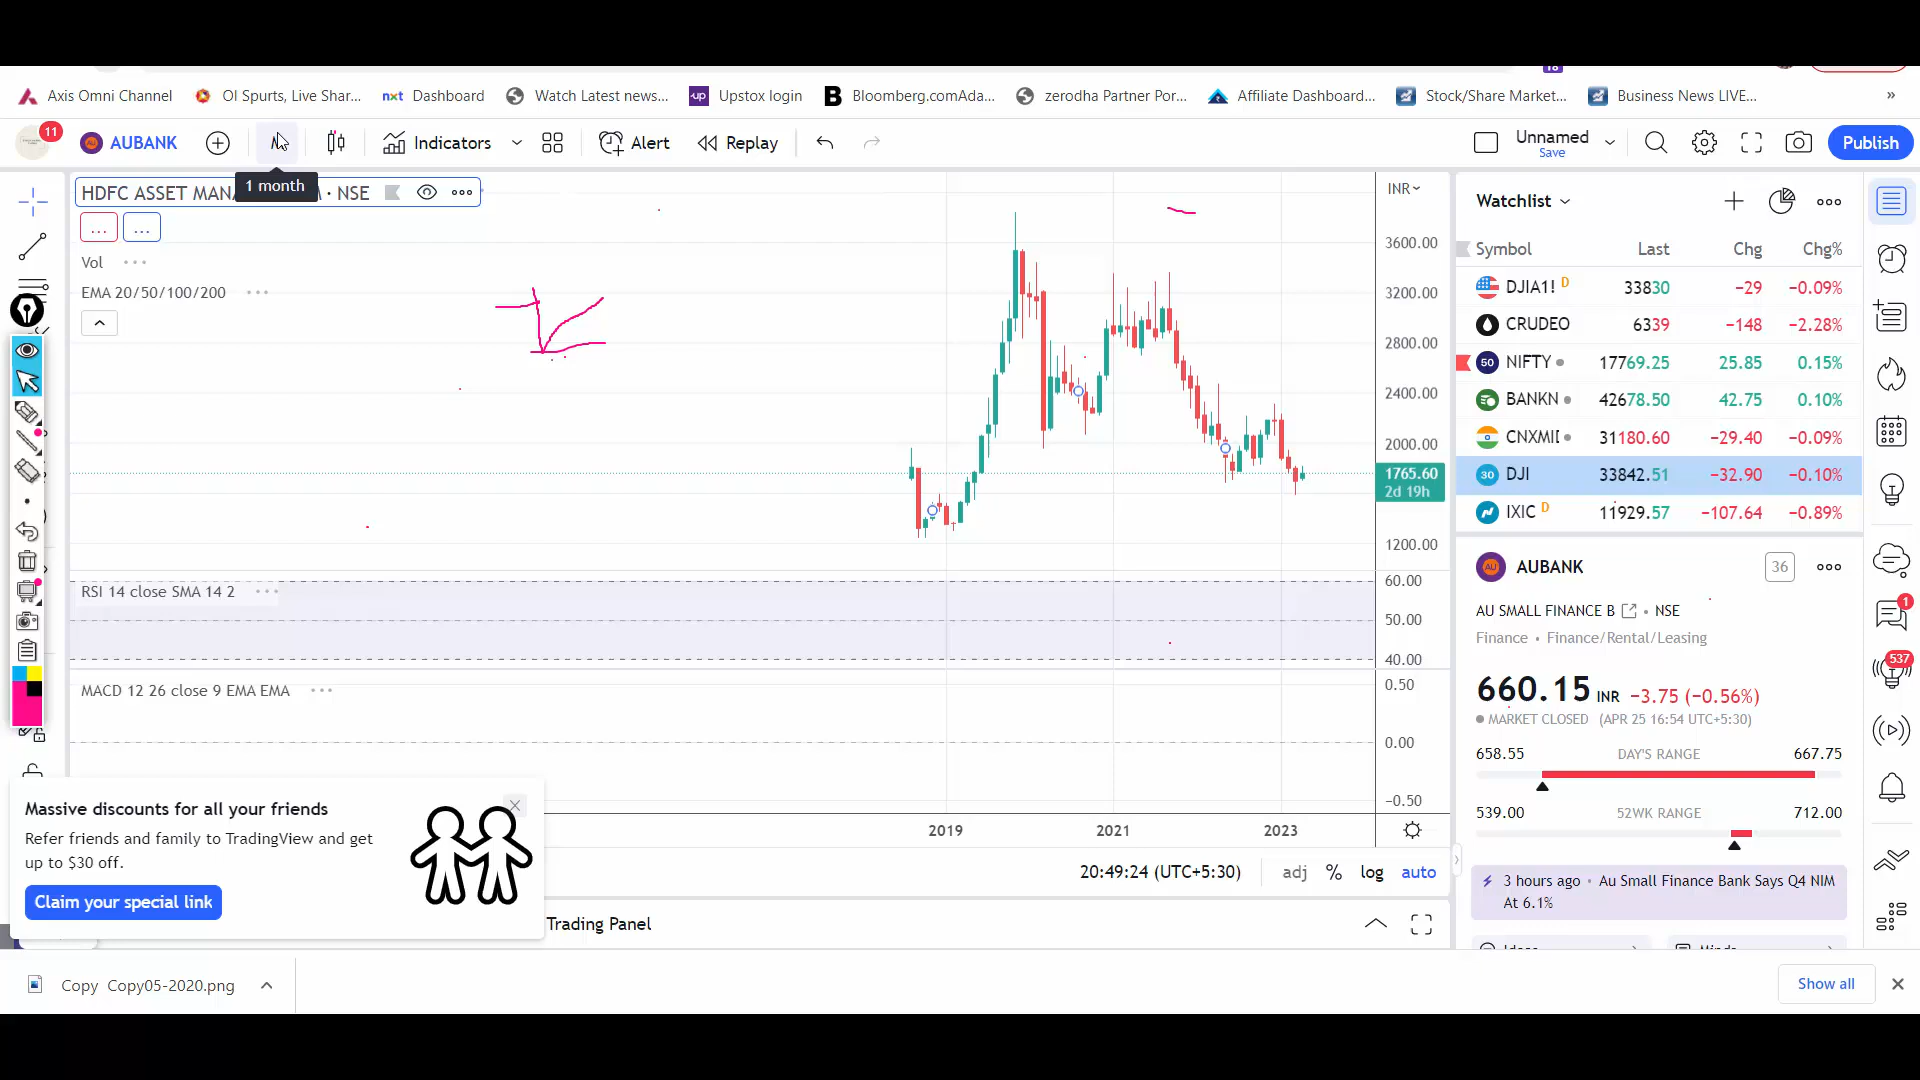 18
Axis Omni Channel OI Spurts, Live Shar... nxt Dashboard Watch Latest news... up Upstox login B Bloomberg.comAda... zerodha Partner Por... Affiliate Dashboard... Stock/Share Market... Business News LIVE... »
11 AUBANK Indicators Alert Replay Unnamed Save Publish
1 month
HDFC ASSET MANA · NSE
... ...
Vol
EMA 20/50/100/200
INR
3600.00
3200.00
2800.00
2400.00
2000.00
1765.60
2d 19h
1200.00
RSI 14 close SMA 14 2
60.00
50.00
40.00
MACD 12 26 close 9 EMA EMA
0.50
0.00
−0.50
2019 2021 2023
20:49:24 (UTC+5:30) adj % log auto
Trading Panel
Massive discounts for all your friends
Refer friends and family to TradingView and get
up to $30 off.
Claim your special link
Watchlist
Symbol Last Chg Chg%
DJIA1! D 33830 −29 −0.09%
CRUDEO 6339 −148 −2.28%
50 NIFTY 17769.25 25.85 0.15%
BANKN 42678.50 42.75 0.10%
CNXMI 31180.60 −29.40 −0.09%
30 DJI 33842.51 −32.90 −0.10%
IXIC D 11929.57 −107.64 −0.89%
AU AUBANK 36
AU SMALL FINANCE B • NSE
Finance • Finance/Rental/Leasing
660.15 INR −3.75 (−0.56%)
MARKET CLOSED (APR 25 16:54 UTC+5:30)
658.55 DAY'S RANGE 667.75
539.00 52WK RANGE 712.00
3 hours ago • Au Small Finance Bank Says Q4 NIM
At 6.1%
1
537
Copy Copy05-2020.png
Show all